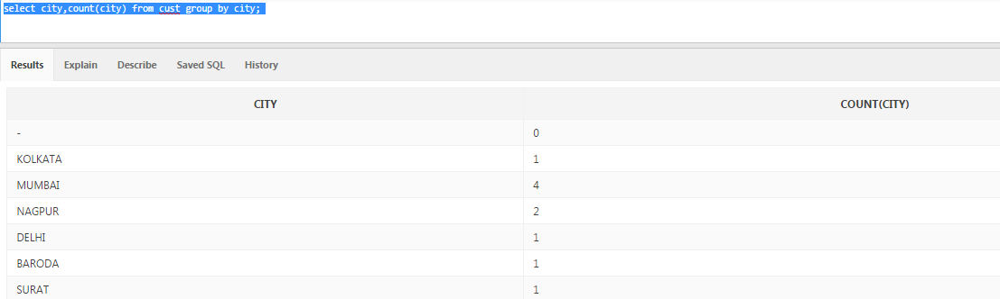 select city,count(city) from cust group by city;
Results Explain Describe Saved SQL History
CITY COUNT(CITY)
- 0
KOLKATA 1
MUMBAI 4
NAGPUR 2
DELHI 1
BARODA 1
SURAT 1